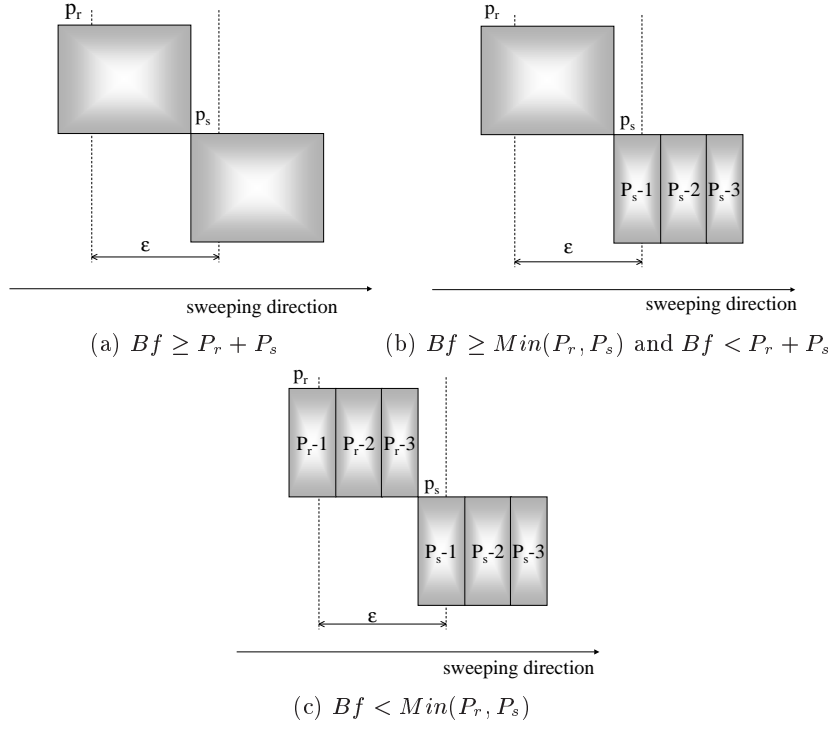 p_r
p_s
ε
sweeping direction
(a) Bf ≥ P_r + P_s
p_r
p_s
P_s-1 P_s-2 P_s-3
ε
sweeping direction
(b) Bf ≥ Min(P_r, P_s) and Bf < P_r + P_s
p_r
P_r-1 P_r-2 P_r-3
p_s
P_s-1 P_s-2 P_s-3
ε
sweeping direction
(c) Bf < Min(P_r, P_s)